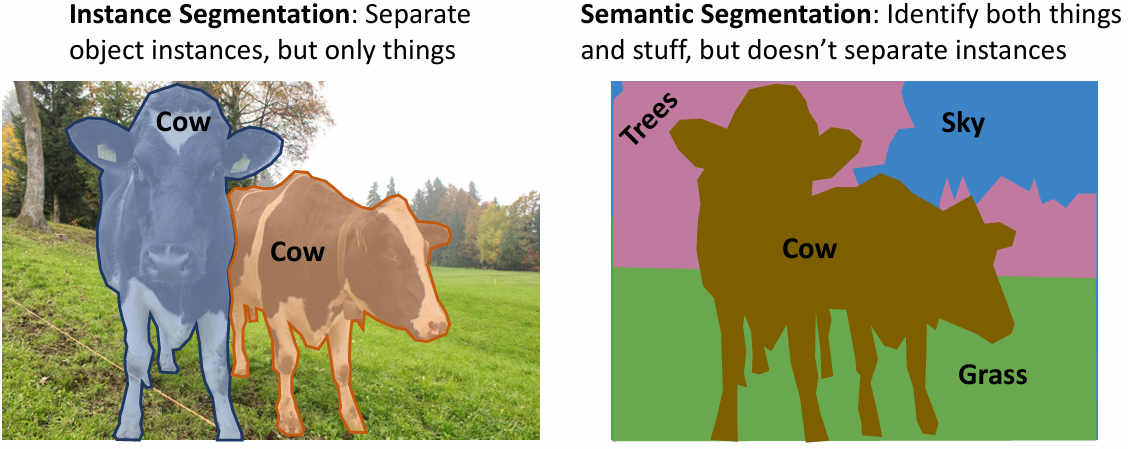 Instance Segmentation: Separate
object instances, but only things
Semantic Segmentation: Identify both things
and stuff, but doesn’t separate instances
Cow
Cow
Trees
Sky
Cow
Grass